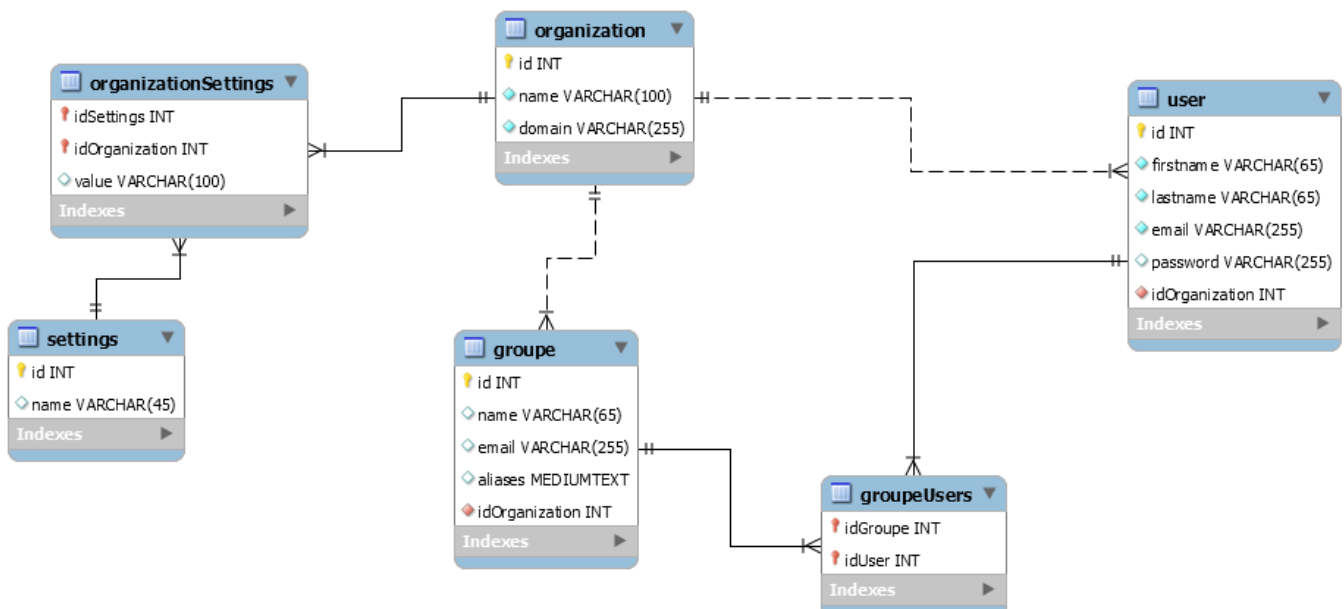 organization
id INT
name VARCHAR(100)
domain VARCHAR(255)
Indexes
organizationSettings
idSettings INT
idOrganization INT
value VARCHAR(100)
Indexes
user
id INT
firstname VARCHAR(65)
lastname VARCHAR(65)
email VARCHAR(255)
password VARCHAR(255)
idOrganization INT
Indexes
settings
id INT
name VARCHAR(45)
Indexes
groupe
id INT
name VARCHAR(65)
email VARCHAR(255)
aliases MEDIUMTEXT
idOrganization INT
Indexes
groupeUsers
idGroupe INT
idUser INT
Indexes